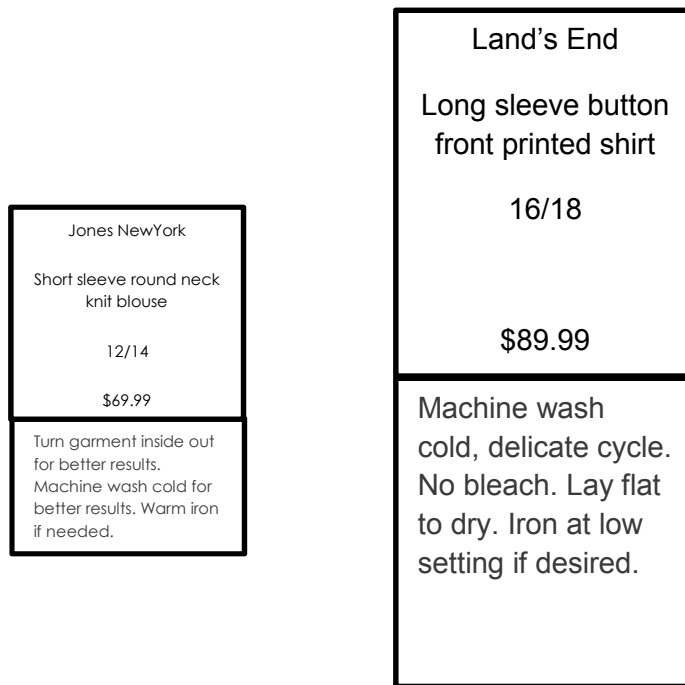 Jones NewYork
Short sleeve round neck
knit blouse
12/14
$69.99
Turn garment inside out
for better results.
Machine wash cold for
better results. Warm iron
if needed.
Land’s End
Long sleeve button
front printed shirt
16/18
$89.99
Machine wash
cold, delicate cycle.
No bleach. Lay flat
to dry. Iron at low
setting if desired.